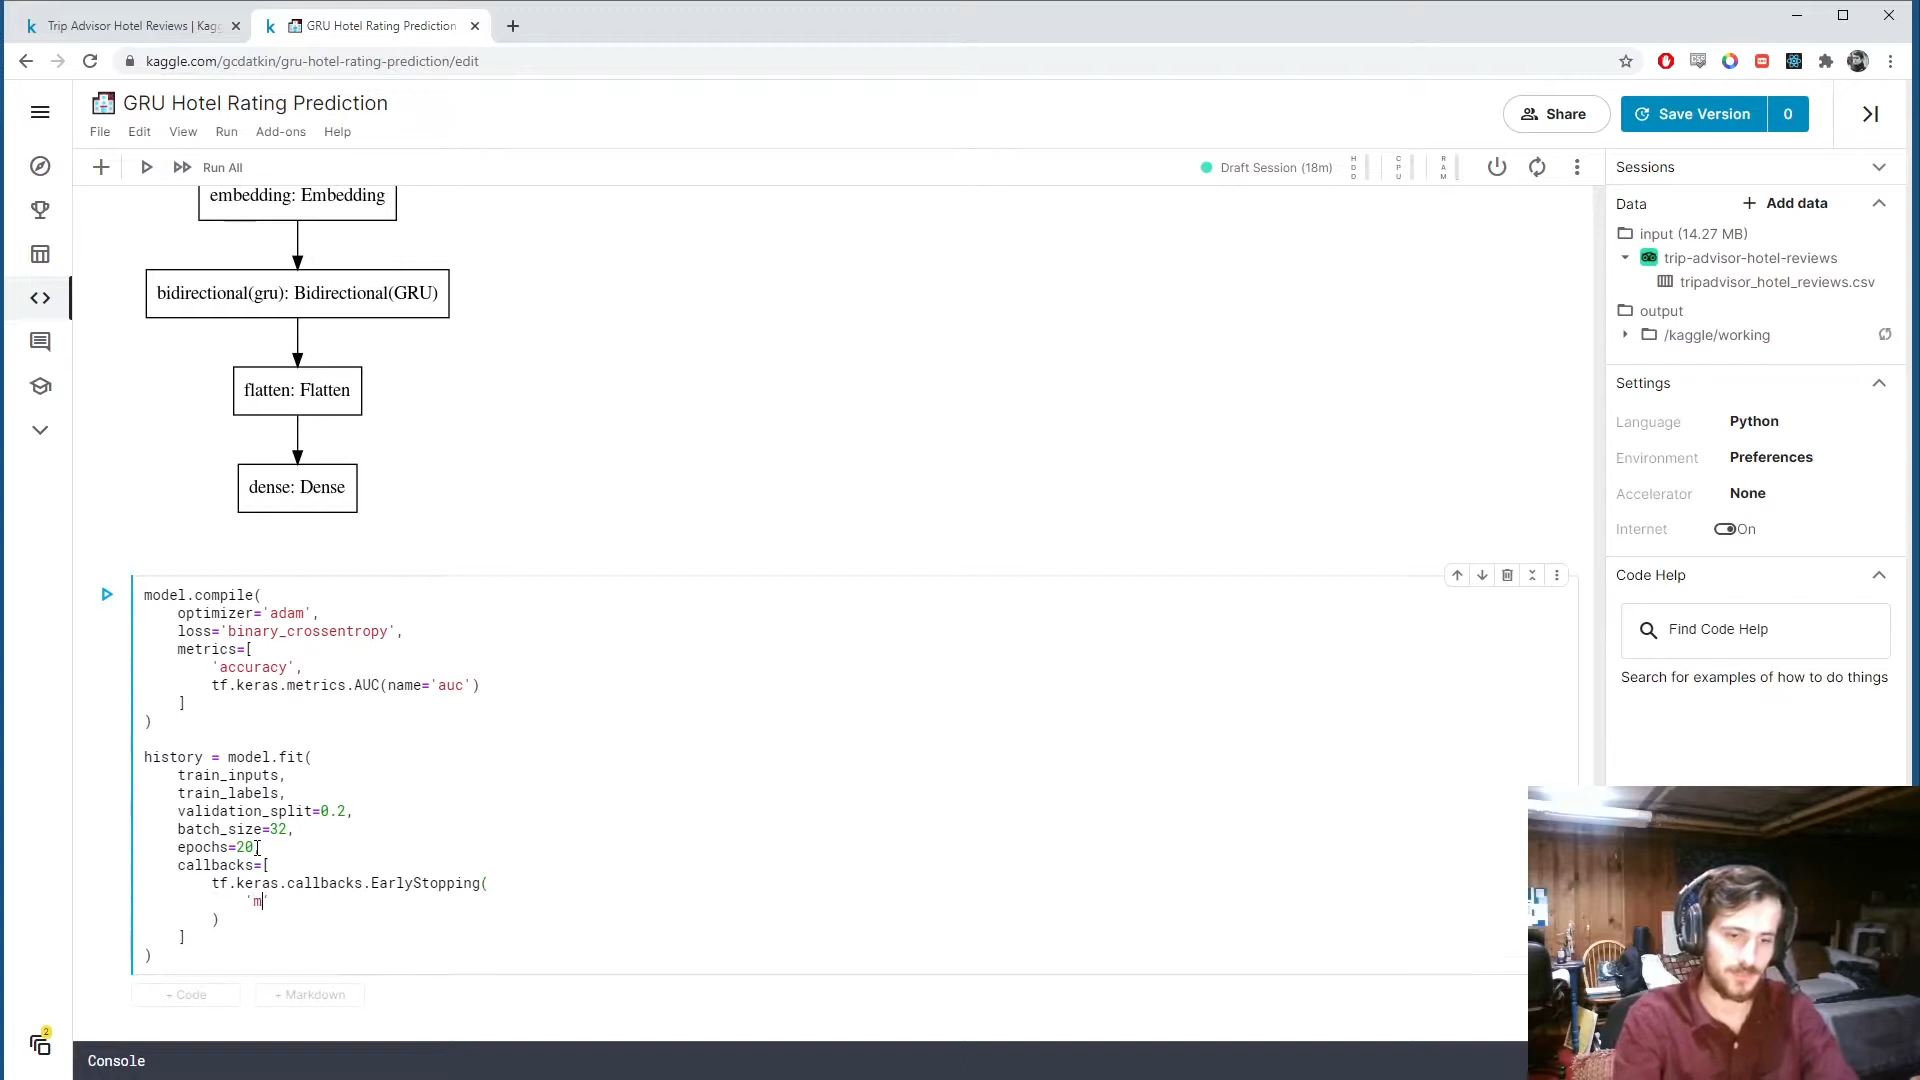 Trip Advisor Hotel Reviews | Kagg
GRU Hotel Rating Prediction
kaggle.com/gcdatkin/gru-hotel-rating-prediction/edit
GRU Hotel Rating Prediction
File Edit View Run Add-ons Help
Share
Save Version 0
Run All
Draft Session (18m)
HDD
CPU
RAM
embedding: Embedding
bidirectional(gru): Bidirectional(GRU)
flatten: Flatten
dense: Dense
model.compile(
optimizer='adam',
loss='binary_crossentropy',
metrics=[
'accuracy',
tf.keras.metrics.AUC(name='auc')
]
)
history = model.fit(
train_inputs,
train_labels,
validation_split=0.2,
batch_size=32,
epochs=20,
callbacks=[
tf.keras.callbacks.EarlyStopping(
'm'
)
]
)
+ Code
+ Markdown
Console
2
Sessions
Data
+ Add data
input (14.27 MB)
trip-advisor-hotel-reviews
tripadvisor_hotel_reviews.csv
output
/kaggle/working
Settings
Language Python
Environment Preferences
Accelerator None
Internet On
Code Help
Find Code Help
Search for examples of how to do things